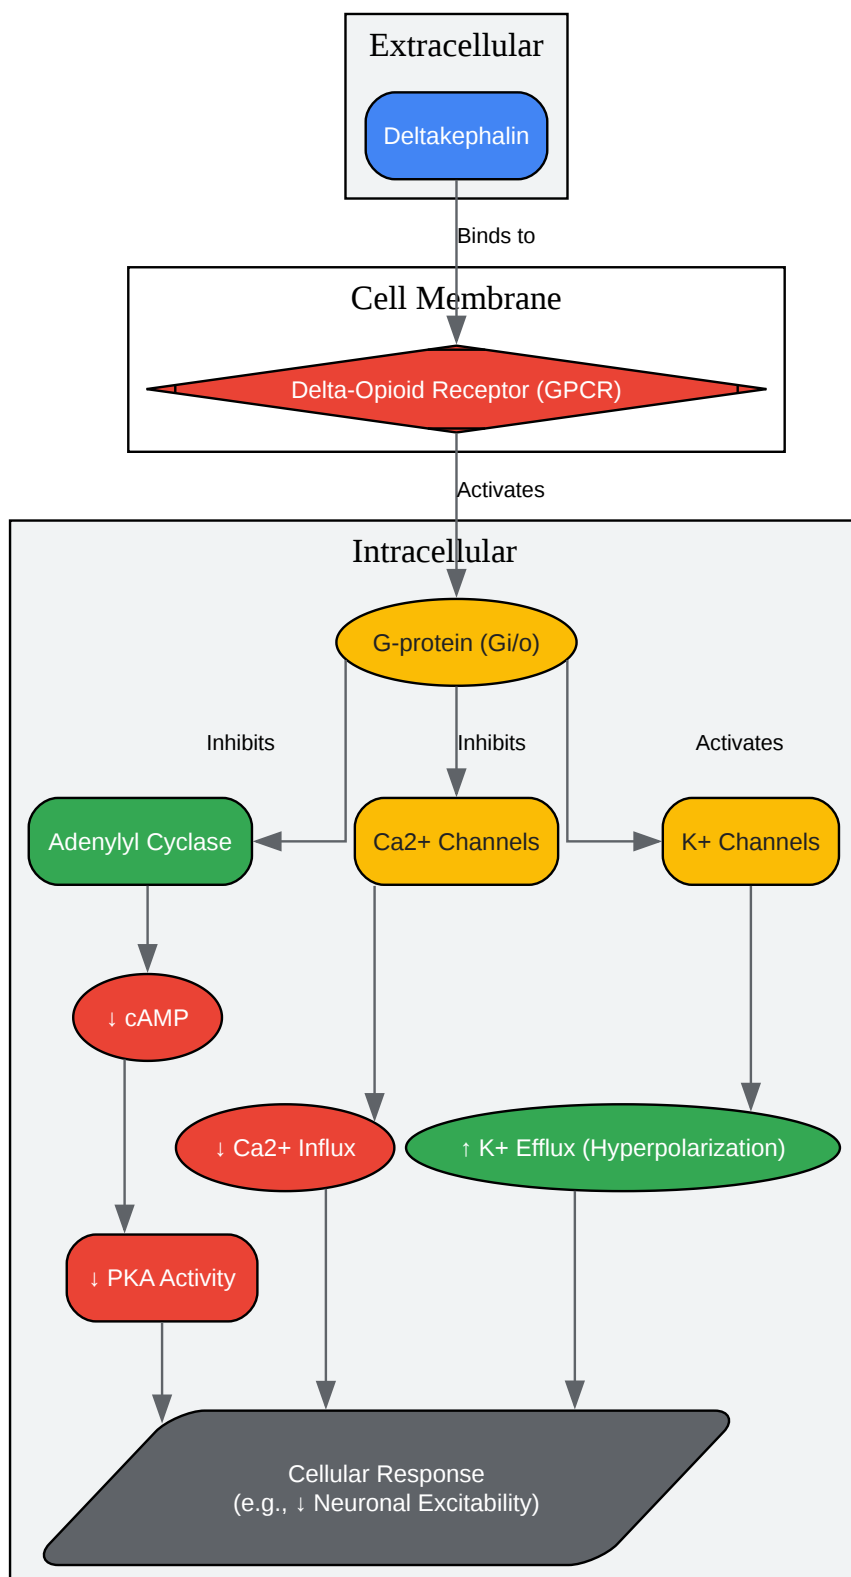 Extracellular
Deltakephalin
Binds to
Cell Membrane
Delta-Opioid Receptor (GPCR)
Activates
Intracellular
G-protein (Gi/o)
Inhibits
Inhibits
Activates
Adenylyl Cyclase
Ca2+ Channels
K+ Channels
↓ cAMP
↓ Ca2+ Influx
↑ K+ Efflux (Hyperpolarization)
↓ PKA Activity
Cellular Response
(e.g., ↓ Neuronal Excitability)